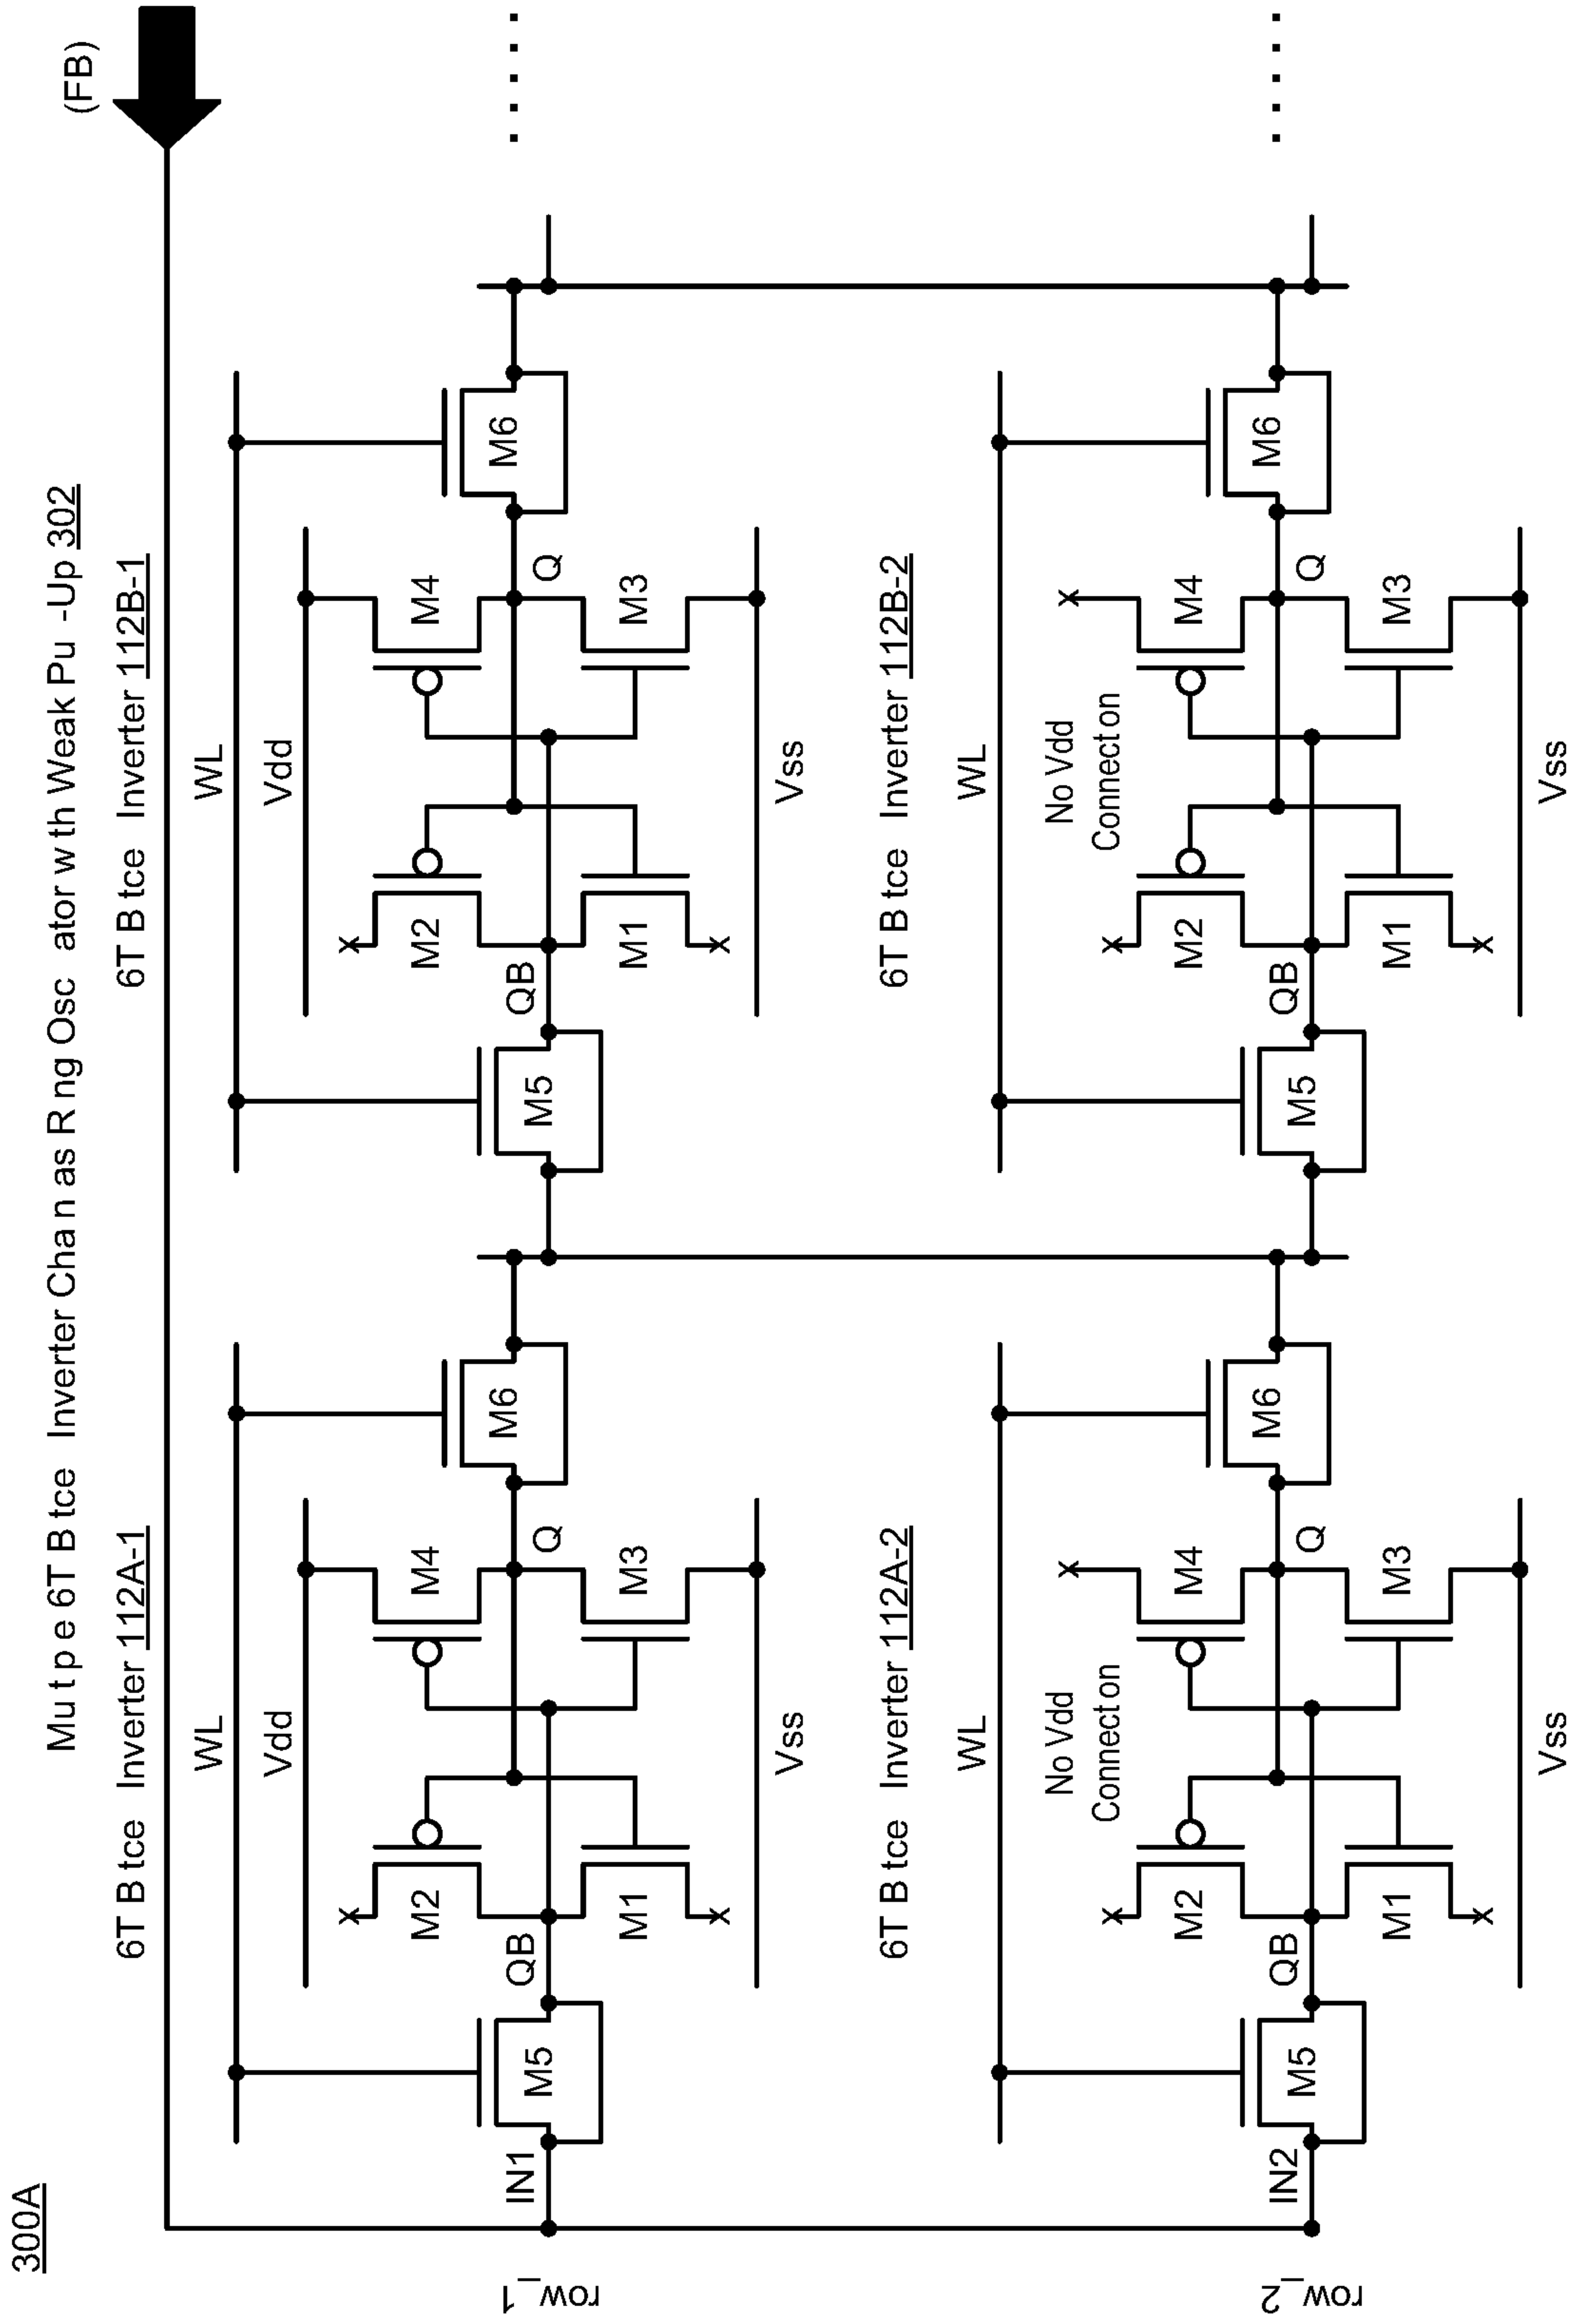 300A
Mu t p e 6T B tce Inverter Cha n as R ng Osc ator w th Weak Pu -Up 302
(FB)
6T B tce Inverter 112A-1
6T B tce Inverter 112B-1
WL
WL
Vdd
Vdd
M2
M4
M2
M4
M6
M6
row_1
IN1
M5
QB
Q
M5
QB
Q
M1
M3
M1
M3
Vss
Vss
6T B tce Inverter 112A-2
6T B tce Inverter 112B-2
WL
WL
No Vdd
Connect on
No Vdd
Connect on
M2
M4
M2
M4
M6
M6
row_2
IN2
M5
QB
Q
M5
QB
Q
M1
M3
M1
M3
Vss
Vss